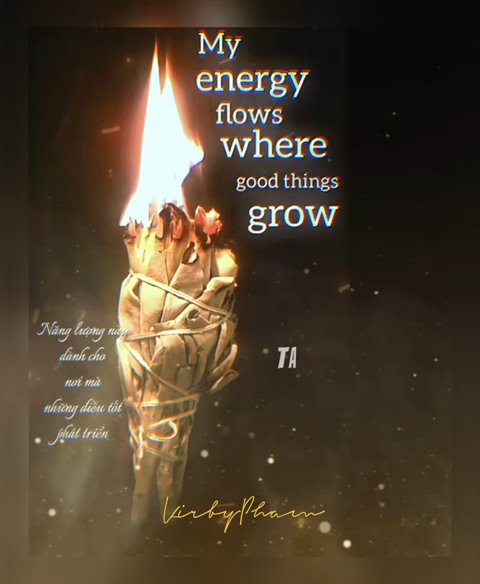 My
energy
flows
where
good things
grow
Năng lượng này
dành cho
nơi mà
những điều tốt
phát triển
TA
VirbyPham